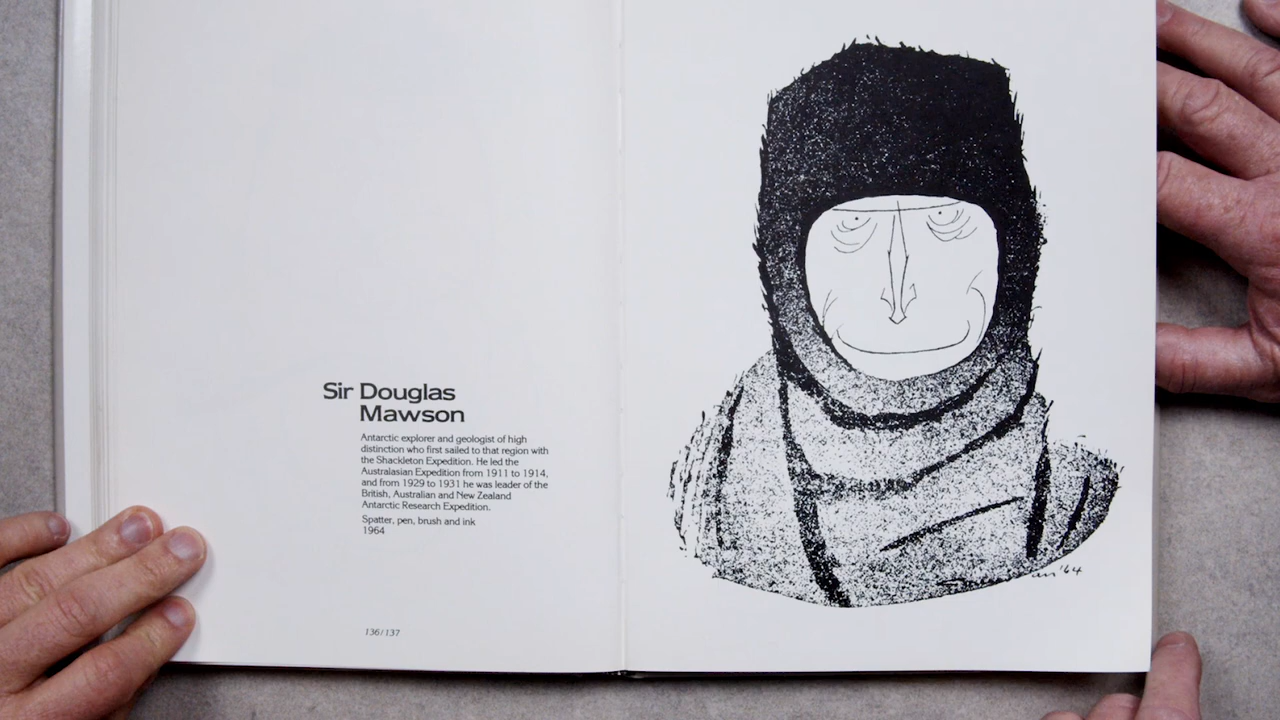 Sir Douglas
Mawson
Antarctic explorer and geologist of high
distinction who first sailed to that region with
the Shackleton Expedition. He led the
Australasian Expedition from 1911 to 1914,
and from 1929 to 1931 he was leader of the
British, Australian and New Zealand
Antarctic Research Expedition.
Spatter, pen, brush and ink
1964
136/137
'64